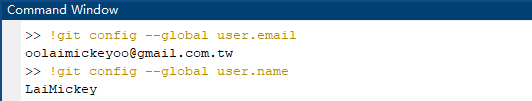 Command Window
>> !git config --global user.email
oolaimickeyoo@gmail.com.tw
>> !git config --global user.name
LaiMickey